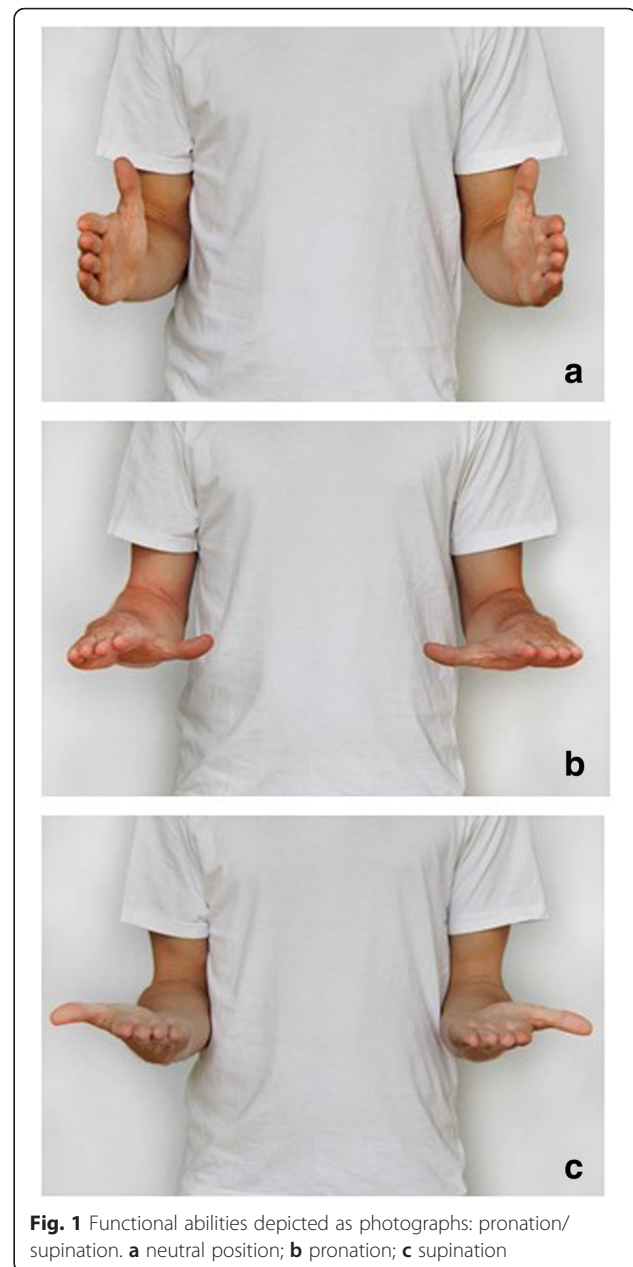 a
b
c
Fig. 1 Functional abilities depicted as photographs: pronation/
supination. a neutral position; b pronation; c supination